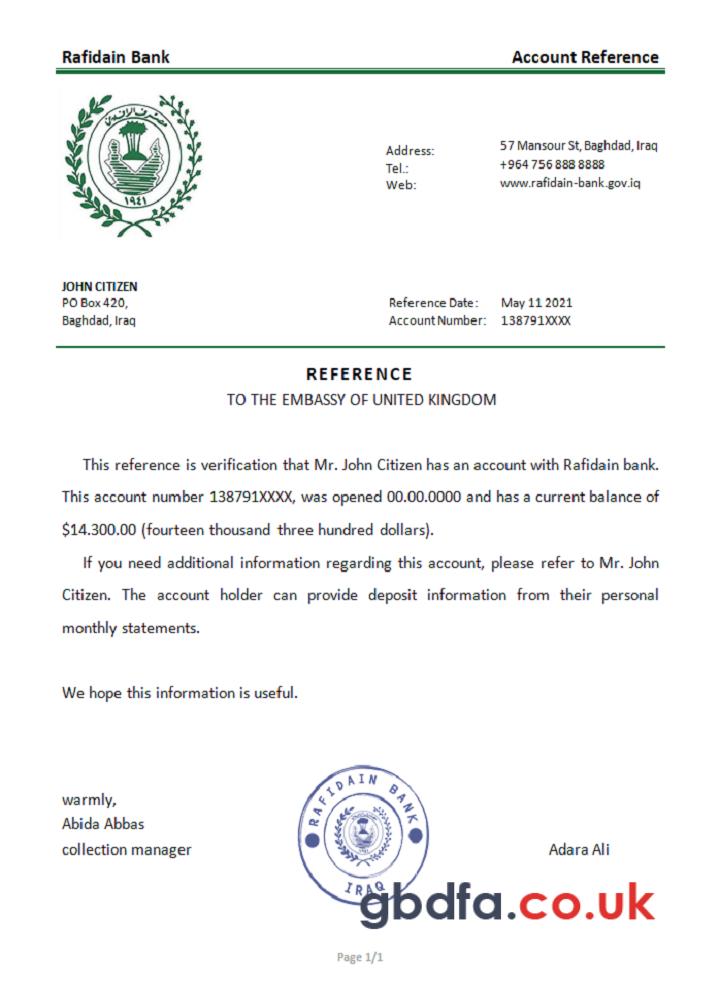 Rafidain Bank
Account Reference
مصرف الرافدين
١٩٤١
Address: 57 Mansour St, Baghdad, Iraq
Tel.: +964 756 888 8888
Web: www.rafidain-bank.gov.iq
JOHN CITIZEN
PO Box 420,
Baghdad, Iraq
Reference Date: May 11 2021
Account Number: 138791XXXX
REFERENCE
TO THE EMBASSY OF UNITED KINGDOM
This reference is verification that Mr. John Citizen has an account with Rafidain bank.
This account number 138791XXXX, was opened 00.00.0000 and has a current balance of
$14.300.00 (fourteen thousand three hundred dollars).
If you need additional information regarding this account, please refer to Mr. John
Citizen. The account holder can provide deposit information from their personal
monthly statements.
We hope this information is useful.
warmly,
Abida Abbas
collection manager
RAFIDAIN BANK
IRAQ
Adara Ali
gbdfa.co.uk
Page 1/1